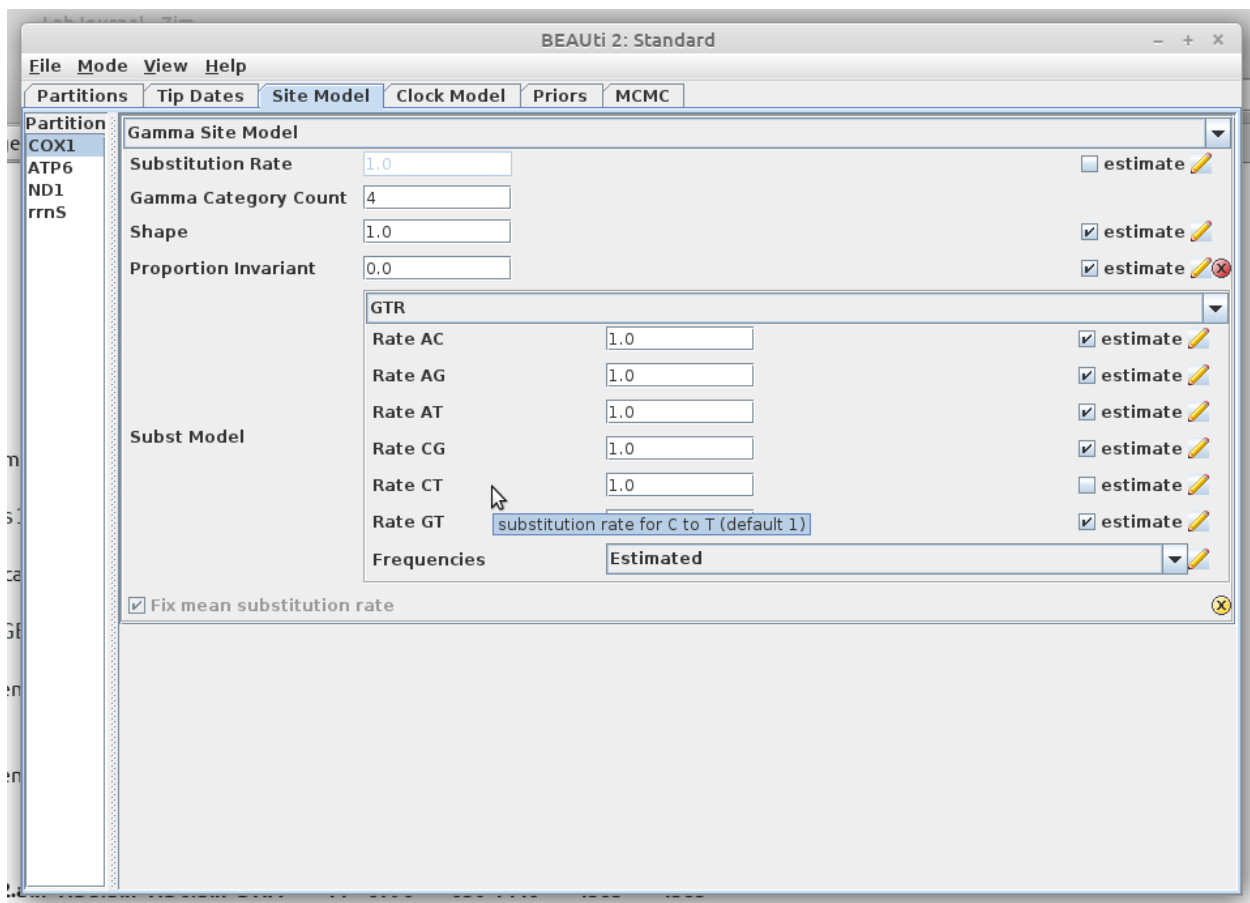 BEAUti 2: Standard
File Mode View Help
Partitions Tip Dates Site Model Clock Model Priors MCMC
Partition
COX1
ATP6
ND1
rrnS
Gamma Site Model
Substitution Rate 1.0 estimate
Gamma Category Count 4
Shape 1.0 estimate
Proportion Invariant 0.0 estimate
Subst Model
GTR
Rate AC 1.0 estimate
Rate AG 1.0 estimate
Rate AT 1.0 estimate
Rate CG 1.0 estimate
Rate CT 1.0 estimate
Rate GT estimate
substitution rate for C to T (default 1)
Frequencies Estimated
Fix mean substitution rate